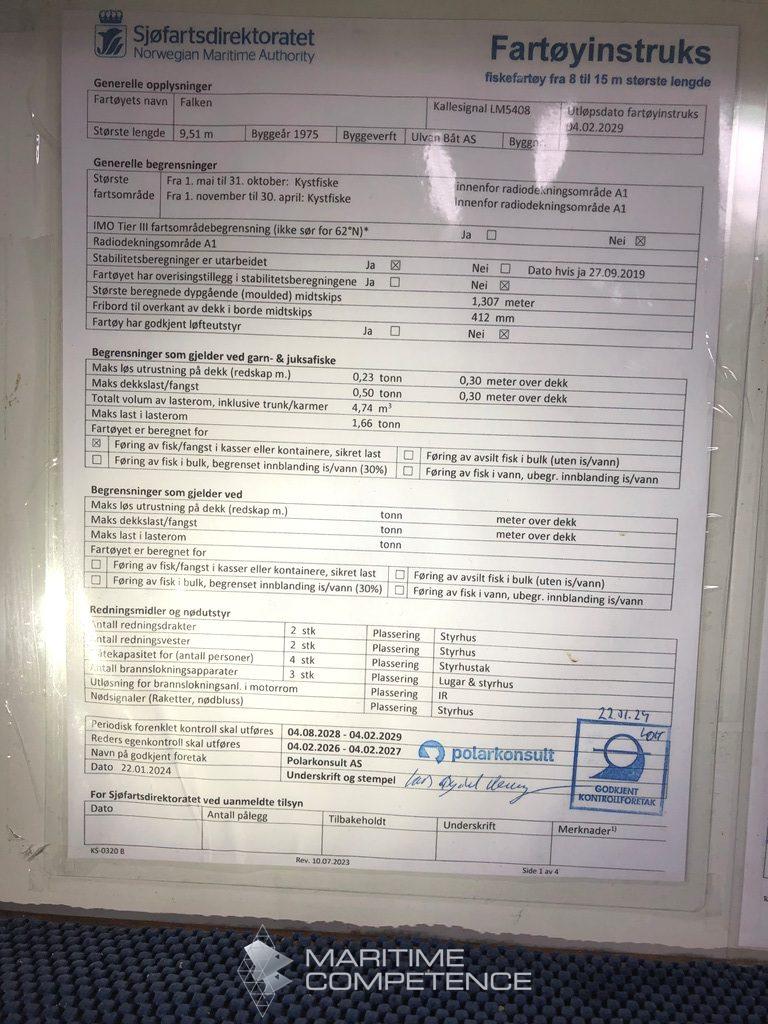 Sjøfartsdirektoratet
Norwegian Maritime Authority
Fartøyinstruks
fiskefartøy fra 8 til 15 m største lengde
Generelle opplysninger
Fartøyets navn Falken Kallesignal LM5408 Utløpsdato fartøyinstruks
04.02.2029
Største lengde 9,51 m Byggeår 1975 Byggeverft Ulvan Båt AS Byggnr.
Generelle begrensninger
Største fartsområde
Fra 1. mai til 31. oktober: Kystfiske innenfor radiodekningsområde A1
Fra 1. november til 30. april: Kystfiske innenfor radiodekningsområde A1
IMO Tier III fartsområdebegrensning (ikke sør for 62°N)* Ja ☐ Nei ☒
Radiodekningsområde A1
Stabilitetsberegninger er utarbeidet Ja ☒ Nei ☐ Dato hvis ja 27.09.2019
Fartøyet har overisingstillegg i stabilitetsberegningene Ja ☐ Nei ☒
Største beregnede dypgående (moulded) midtskips 1,307 meter
Fribord til overkant av dekk i borde midtskips 412 mm
Fartøy har godkjent løfteutstyr Ja ☐ Nei ☒
Begrensninger som gjelder ved garn- & juksafiske
Maks løs utrustning på dekk (redskap m.) 0,23 tonn 0,30 meter over dekk
Maks dekkslast/fangst 0,50 tonn 0,30 meter over dekk
Totalt volum av lasterom, inklusive trunk/karmer 4,74 m³
Maks last i lasterom 1,66 tonn
Fartøyet er beregnet for
☒ Føring av fisk/fangst i kasser eller kontainere, sikret last ☐ Føring av avsilt fisk i bulk (uten is/vann)
☐ Føring av fisk i bulk, begrenset innblanding is/vann (30%) ☐ Føring av fisk i vann, ubegr. innblanding is/vann
Begrensninger som gjelder ved
Maks løs utrustning på dekk (redskap m.) tonn meter over dekk
Maks dekkslast/fangst tonn meter over dekk
Maks last i lasterom tonn
Fartøyet er beregnet for
☐ Føring av fisk/fangst i kasser eller kontainere, sikret last ☐ Føring av avsilt fisk i bulk (uten is/vann)
☐ Føring av fisk i bulk, begrenset innblanding is/vann (30%) ☐ Føring av fisk i vann, ubegr. innblanding is/vann
Redningsmidler og nødutstyr
Antall redningsdrakter 2 stk Plassering Styrhus
Antall redningsvester 2 stk Plassering Styrhus
Flåtekapasitet for (antall personer) 4 stk Plassering Styrhustak
Antall brannslokningsapparater 3 stk Plassering Lugar & styrhus
Utløsning for brannslokningsanl. i motorrom Plassering IR
Nødsignaler (Raketter, nødbluss) Plassering Styrhus
Periodisk forenklet kontroll skal utføres 04.08.2028 - 04.02.2029
Reders egenkontroll skal utføres 04.02.2026 - 04.02.2027
Navn på godkjent foretak Polarkonsult AS
Dato 22.01.2024 Underskrift og stempel
polarkonsult
22.01.24
GODKJENT
KONTROLLFORETAK
For Sjøfartsdirektoratet ved uanmeldte tilsyn
Dato Antall pålegg Tilbakeholdt Underskrift Merknader¹⁾
KS-0320 B Rev. 10.07.2023 Side 1 av 4
MARITIME
COMPETENCE